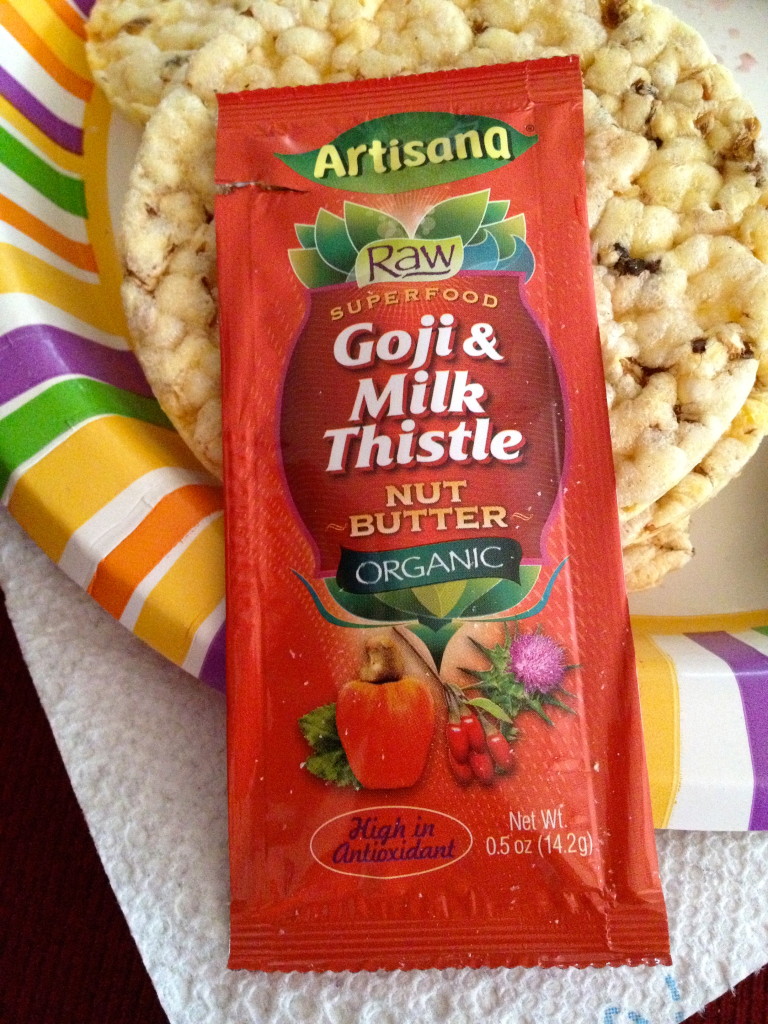 Artisana®
Raw
SUPERFOOD
Goji &
Milk
Thistle
NUT
~BUTTER~
ORGANIC
High in
Antioxidant
Net Wt.
0.5 oz (14.2g)